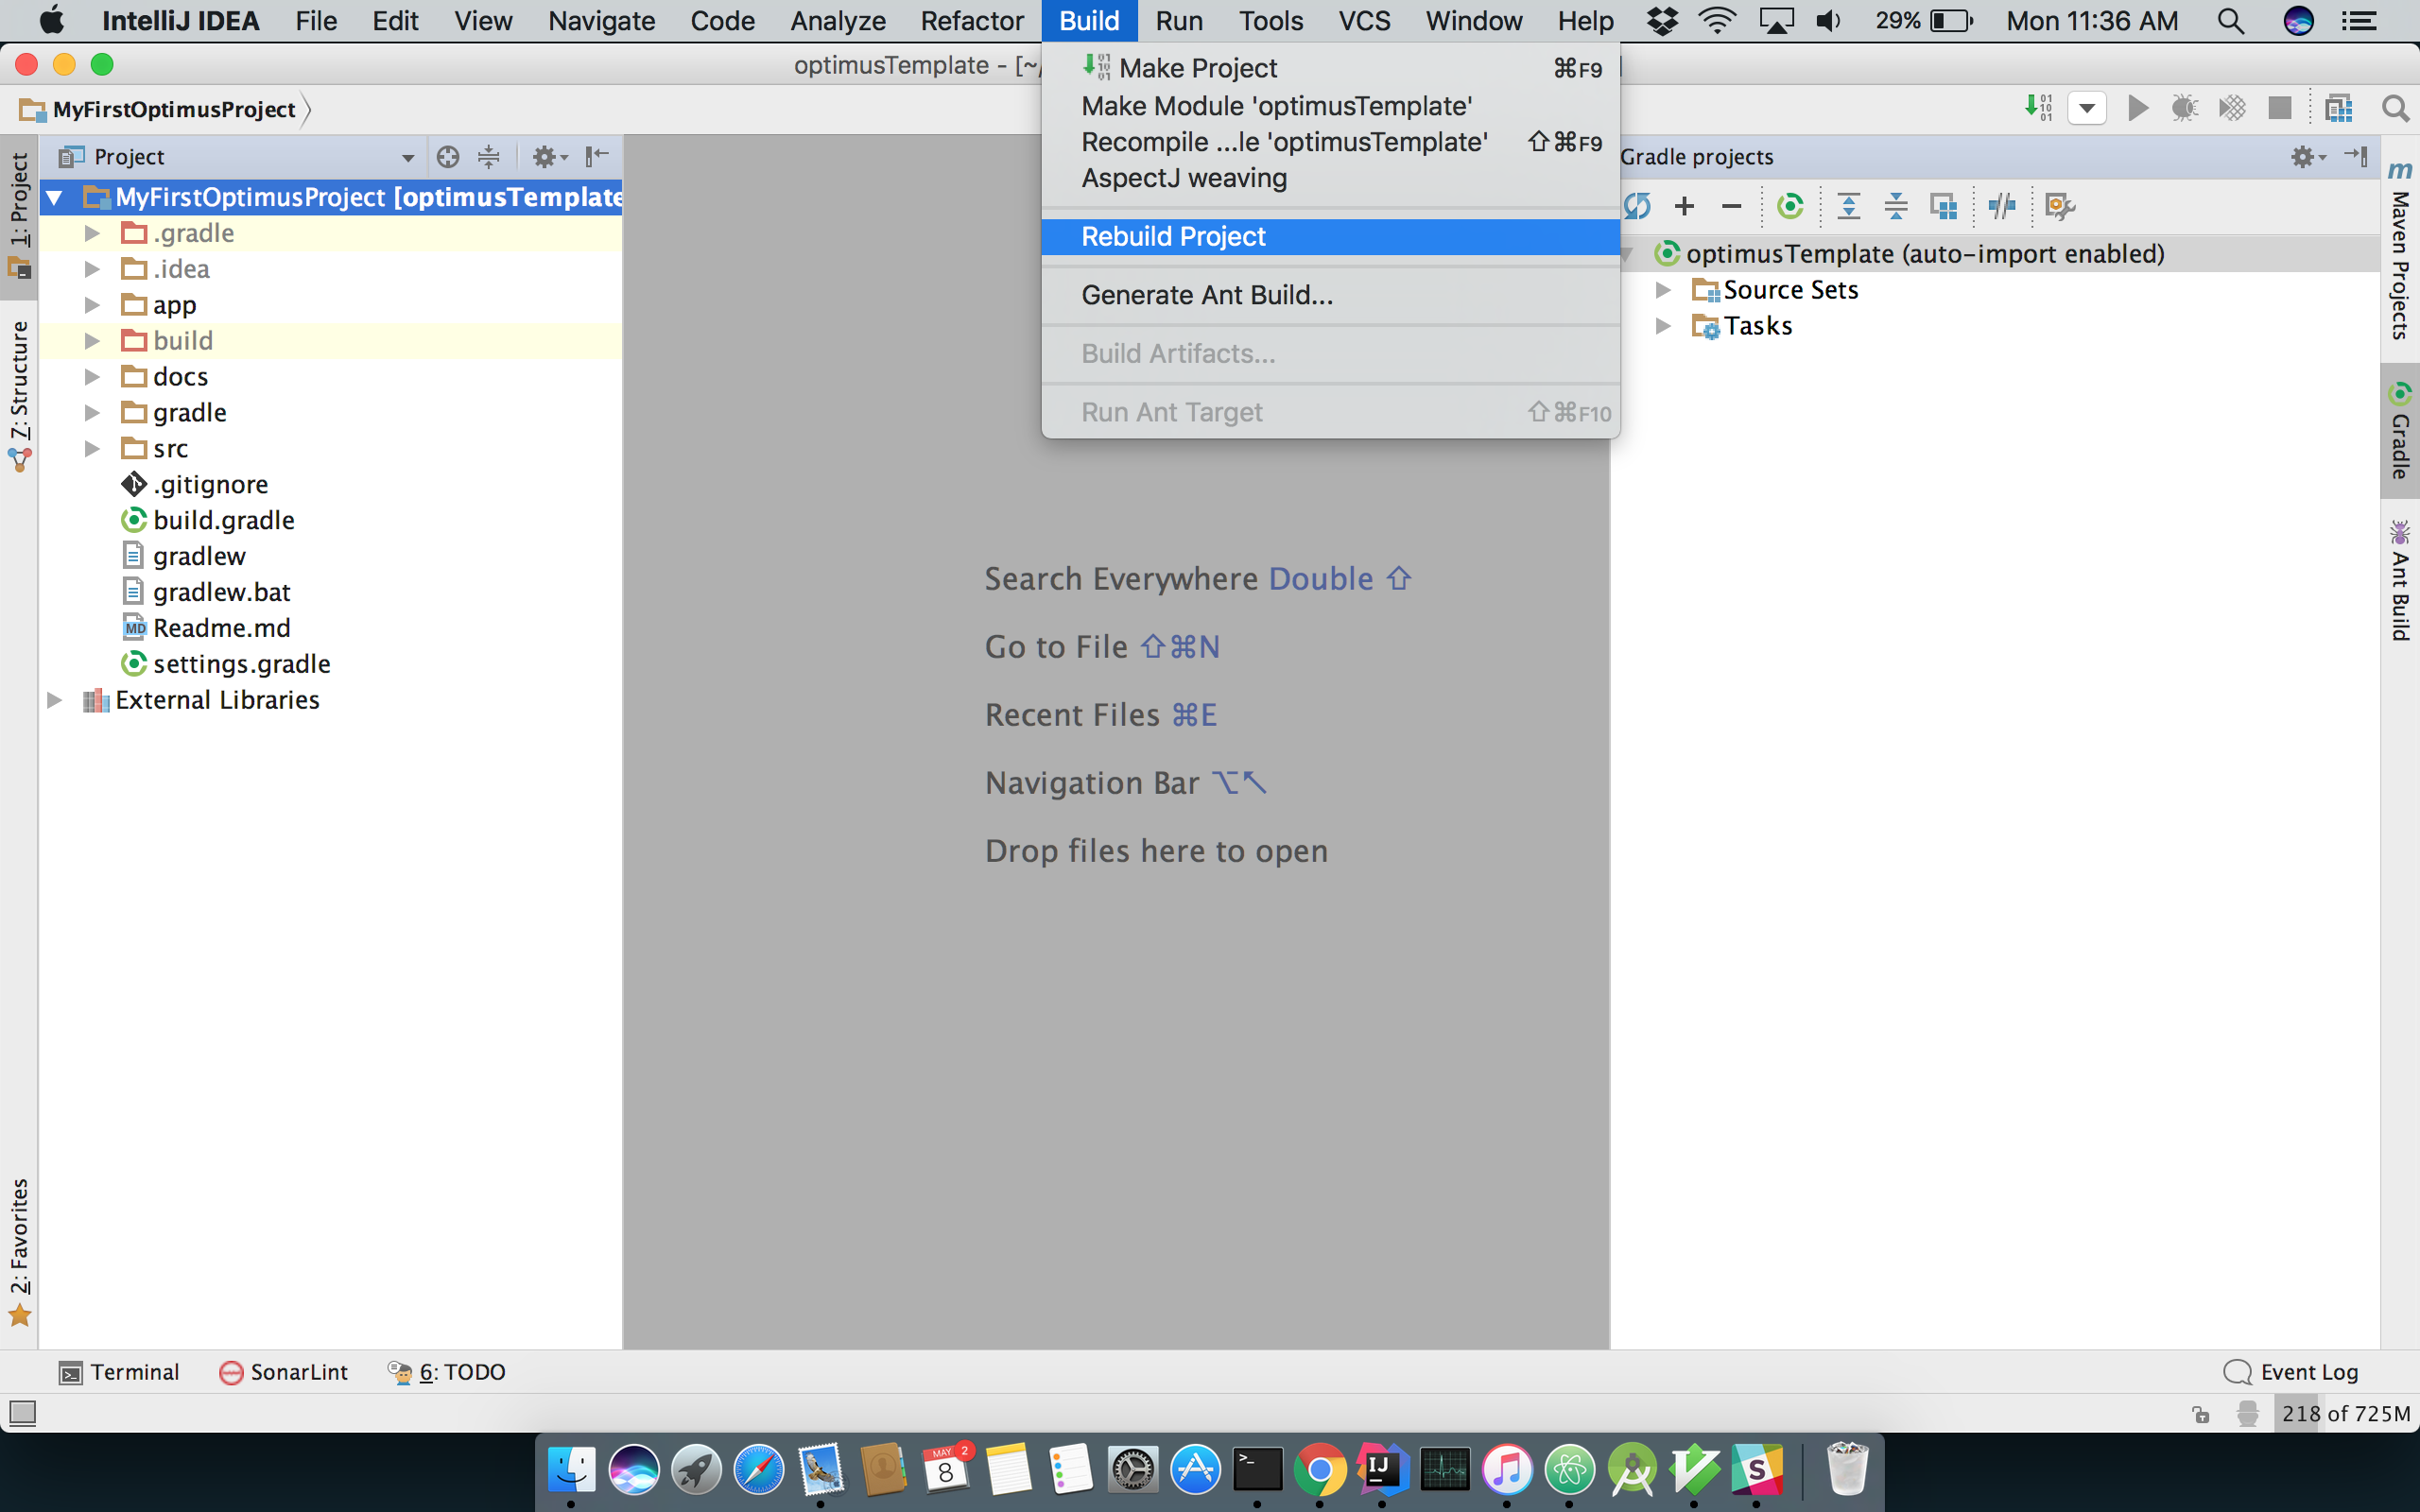 IntelliJ IDEA File Edit View Navigate Code Analyze Refactor Build Run Tools VCS Window Help 29% Mon 11:36 AM
optimusTemplate - [~/
MyFirstOptimusProject
Make Project ⌘F9
Make Module 'optimusTemplate'
Recompile ...le 'optimusTemplate' ⇧⌘F9
AspectJ weaving
Rebuild Project
Generate Ant Build...
Build Artifacts...
Run Ant Target ⇧⌘F10
1: Project
7: Structure
2: Favorites
Project
MyFirstOptimusProject [optimusTemplate
.gradle
.idea
app
build
docs
gradle
src
.gitignore
build.gradle
gradlew
gradlew.bat
MD Readme.md
settings.gradle
External Libraries
Search Everywhere Double ⇧
Go to File ⇧⌘N
Recent Files ⌘E
Navigation Bar ⌥↖
Drop files here to open
Gradle projects
optimusTemplate (auto-import enabled)
Source Sets
Tasks
m Maven Projects
Gradle
Ant Build
Terminal SonarLint 6: TODO Event Log
218 of 725M
MAY 8 2
IJ
S